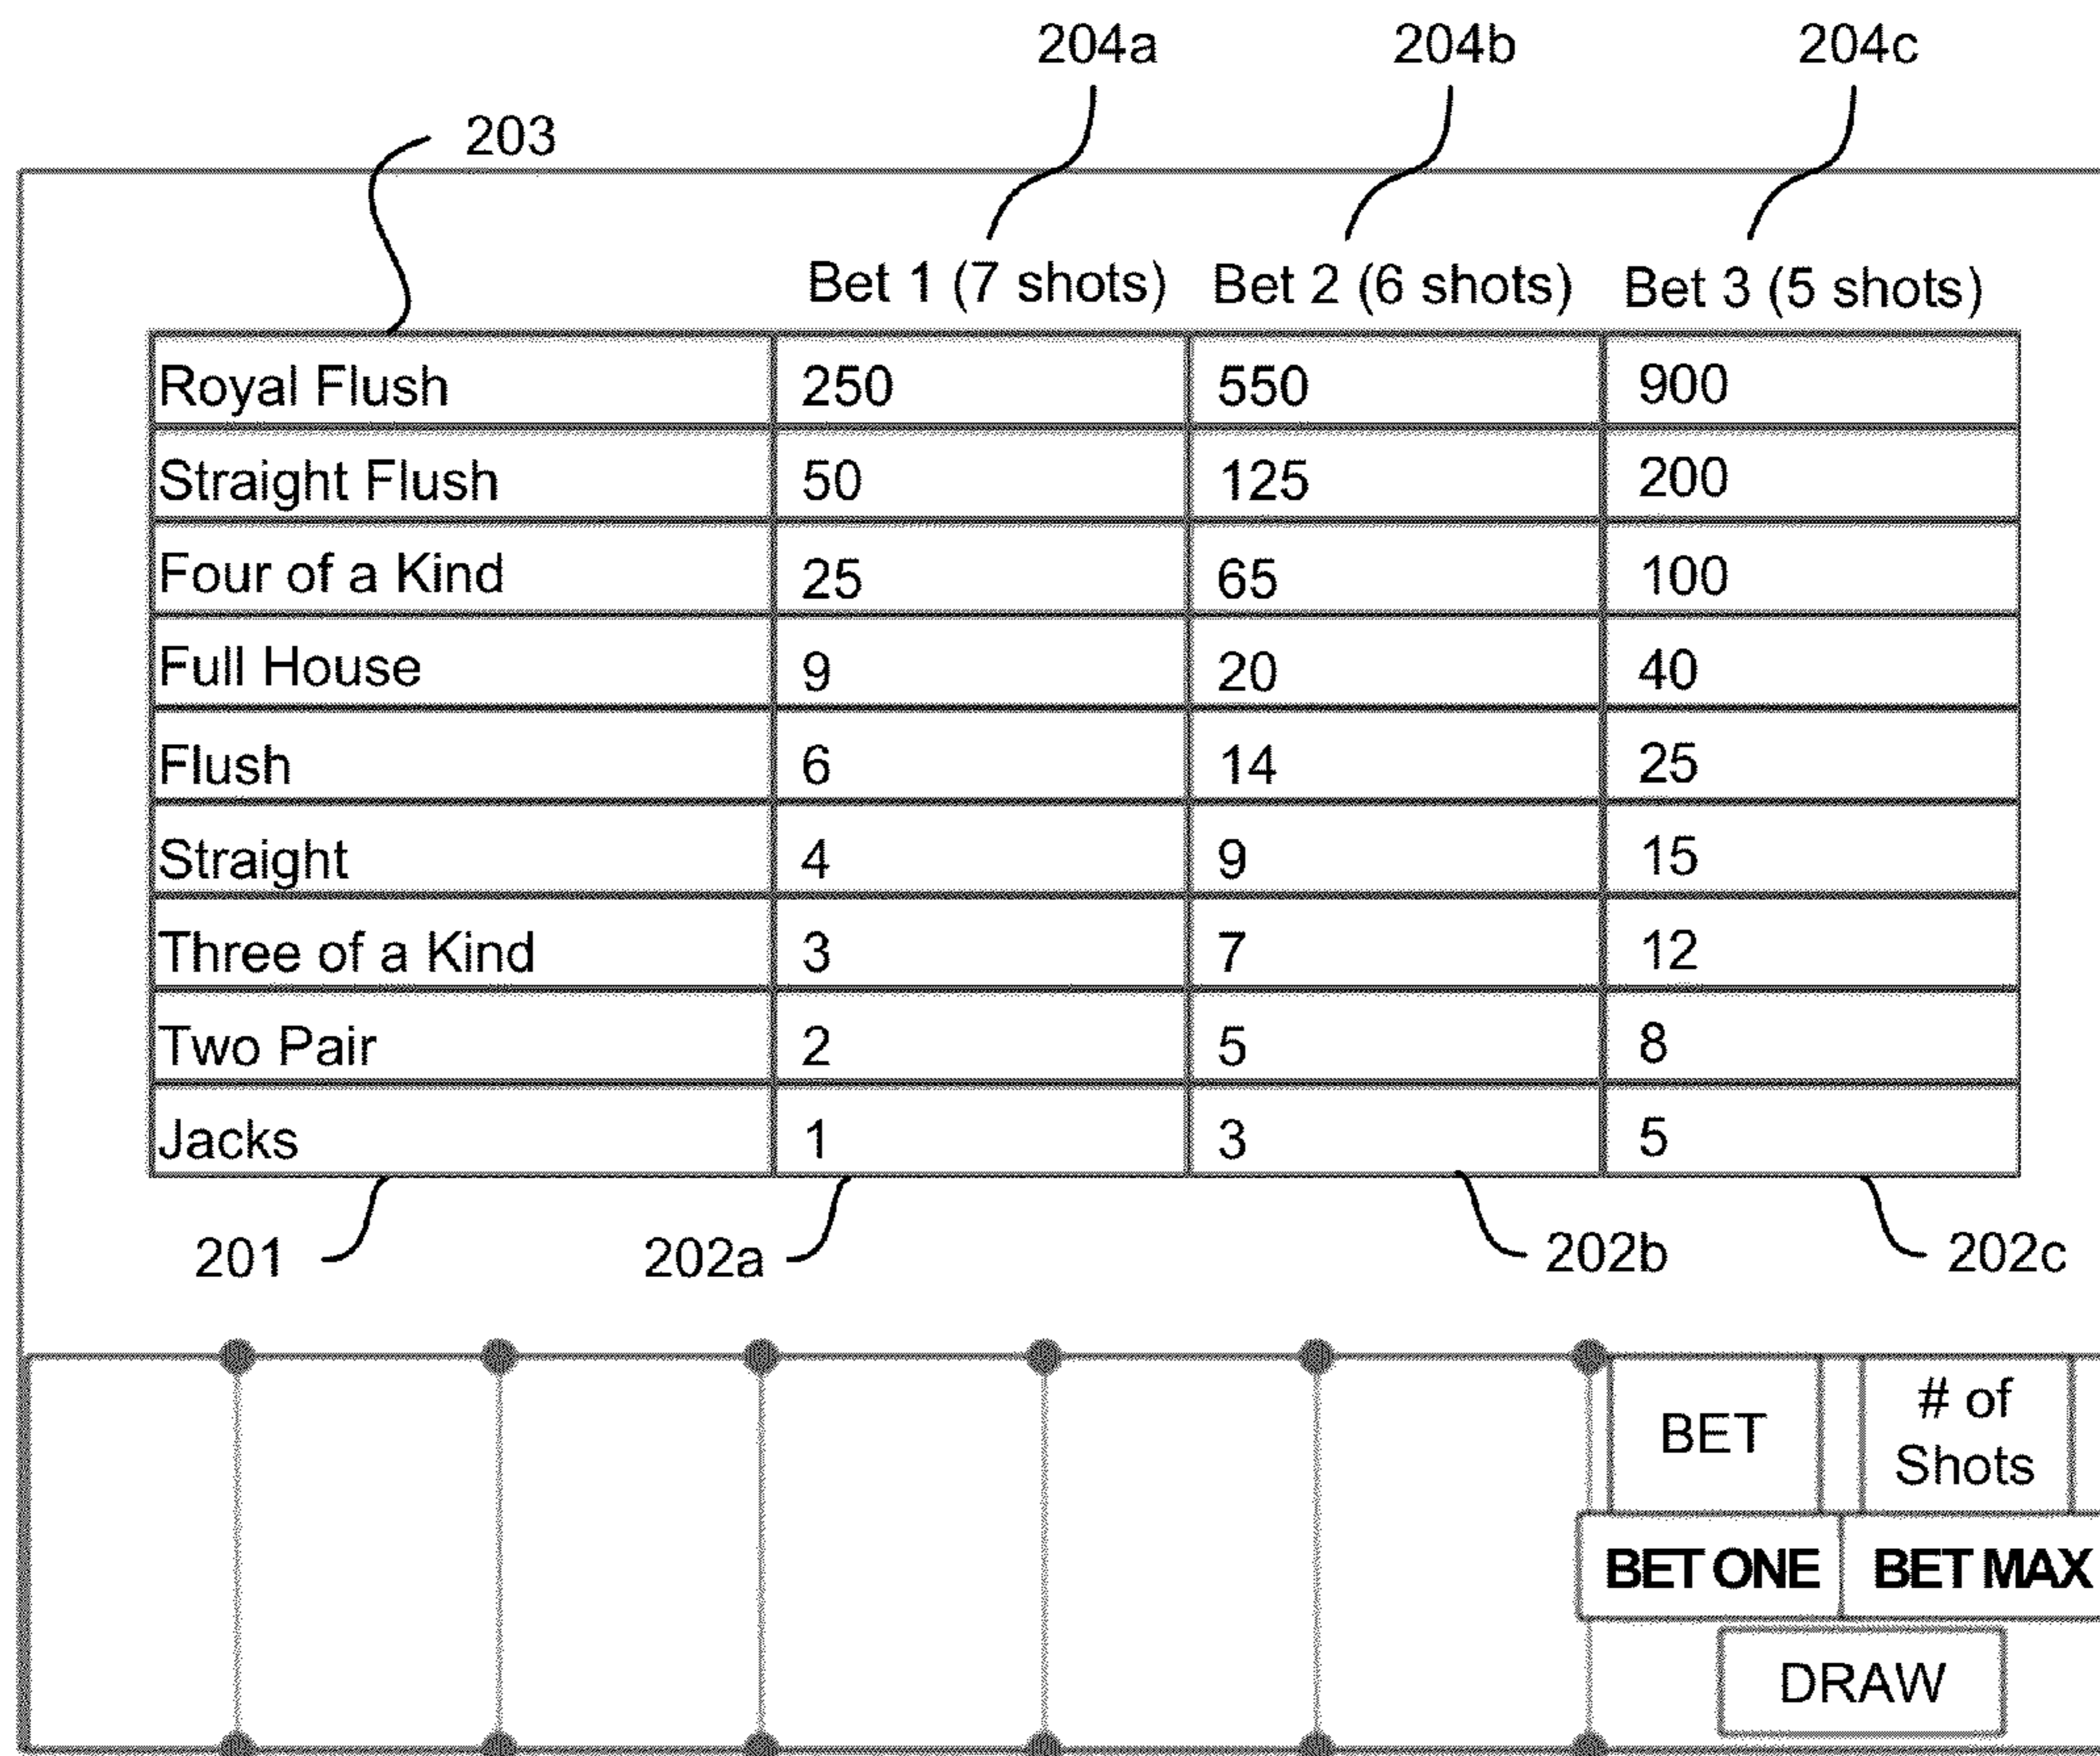 204a 204b 204c
203
Bet 1 (7 shots) Bet 2 (6 shots) Bet 3 (5 shots)
Royal Flush 250 550 900
Straight Flush 50 125 200
Four of a Kind 25 65 100
Full House 9 20 40
Flush 6 14 25
Straight 4 9 15
Three of a Kind 3 7 12
Two Pair 2 5 8
Jacks 1 3 5
201 202a 202b 202c
BET
# of
Shots
BET ONE BET MAX
DRAW